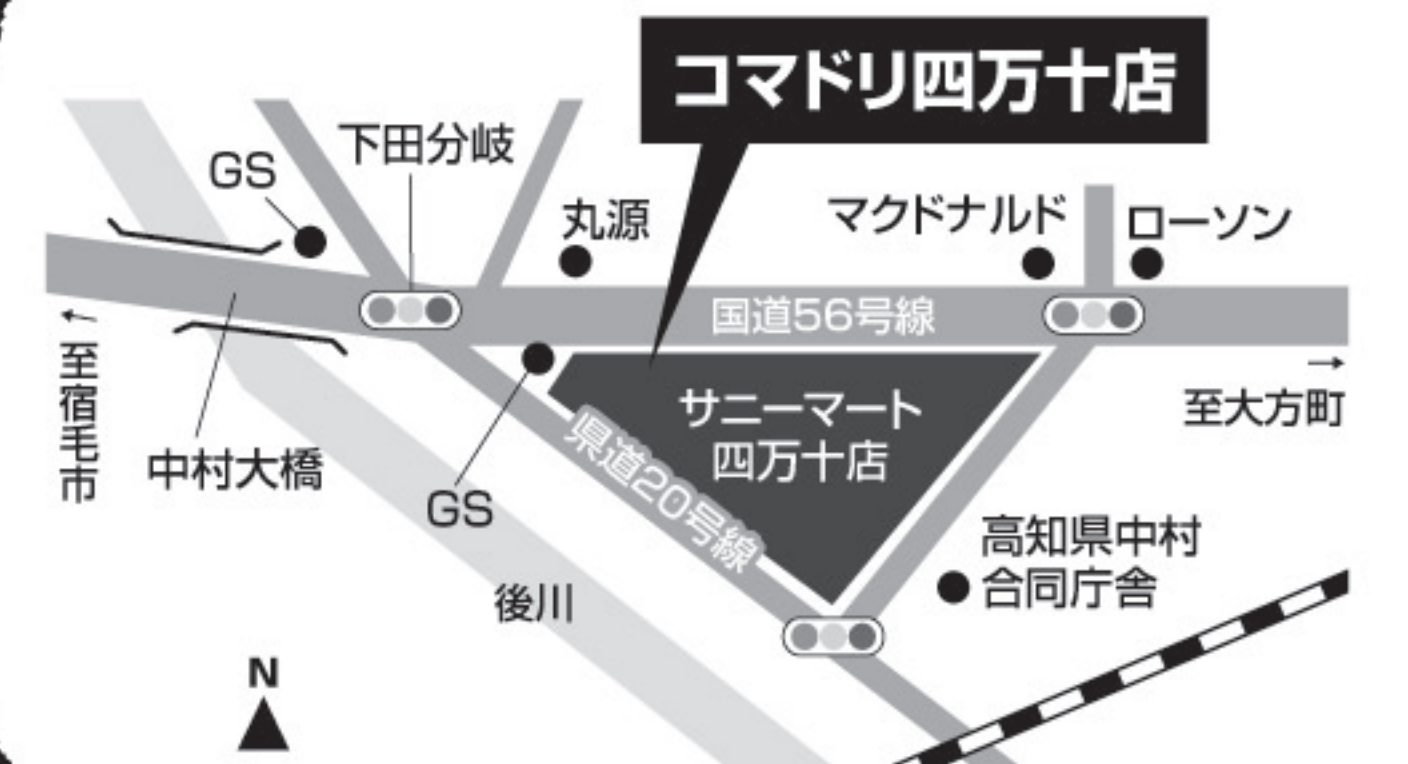 コマドリ四万十店
下田分岐
GS
丸源
マクドナルド
ローソン
国道56号線
←
至宿毛市
→
至大方町
サニーマート
四万十店
県道20号線
中村大橋
GS
高知県中村
合同庁舎
後川
N